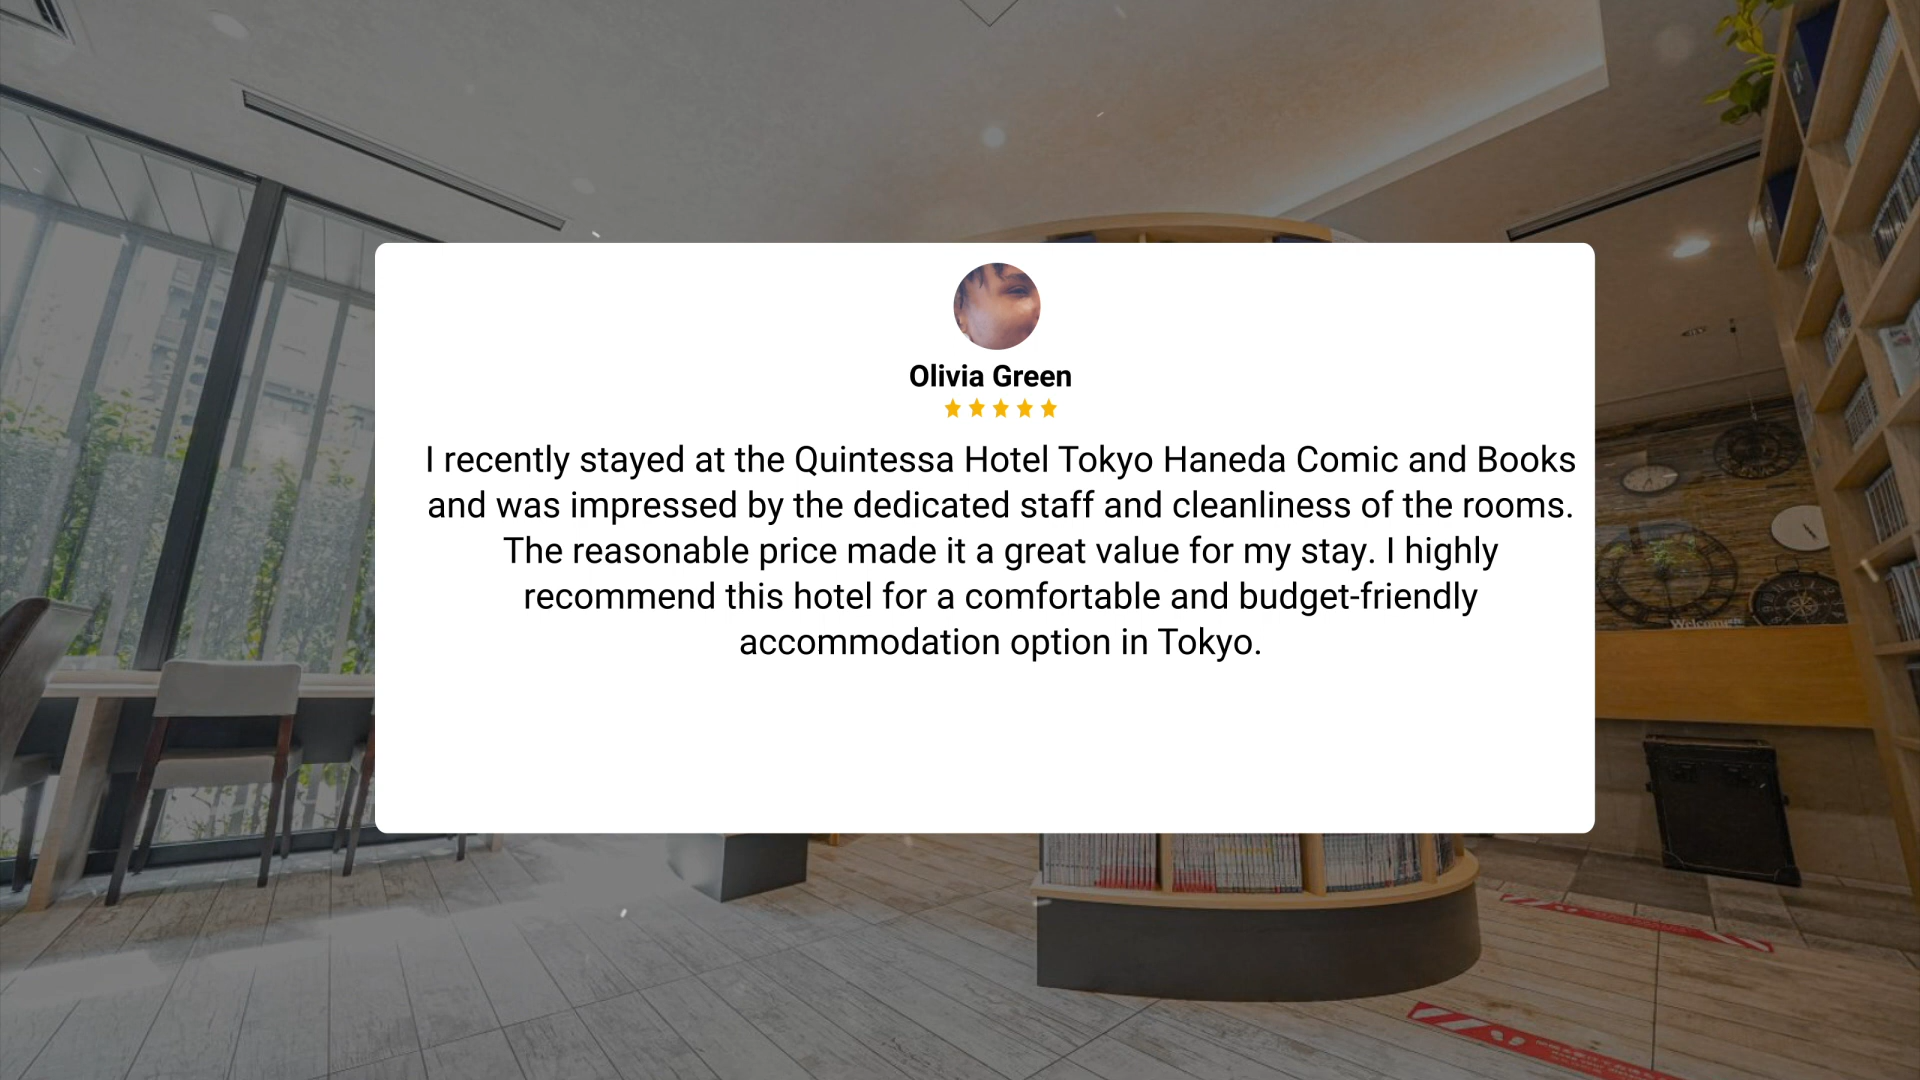 Olivia Green
I recently stayed at the Quintessa Hotel Tokyo Haneda Comic and Books
and was impressed by the dedicated staff and cleanliness of the rooms.
The reasonable price made it a great value for my stay. I highly
recommend this hotel for a comfortable and budget-friendly
accommodation option in Tokyo.
Welcome